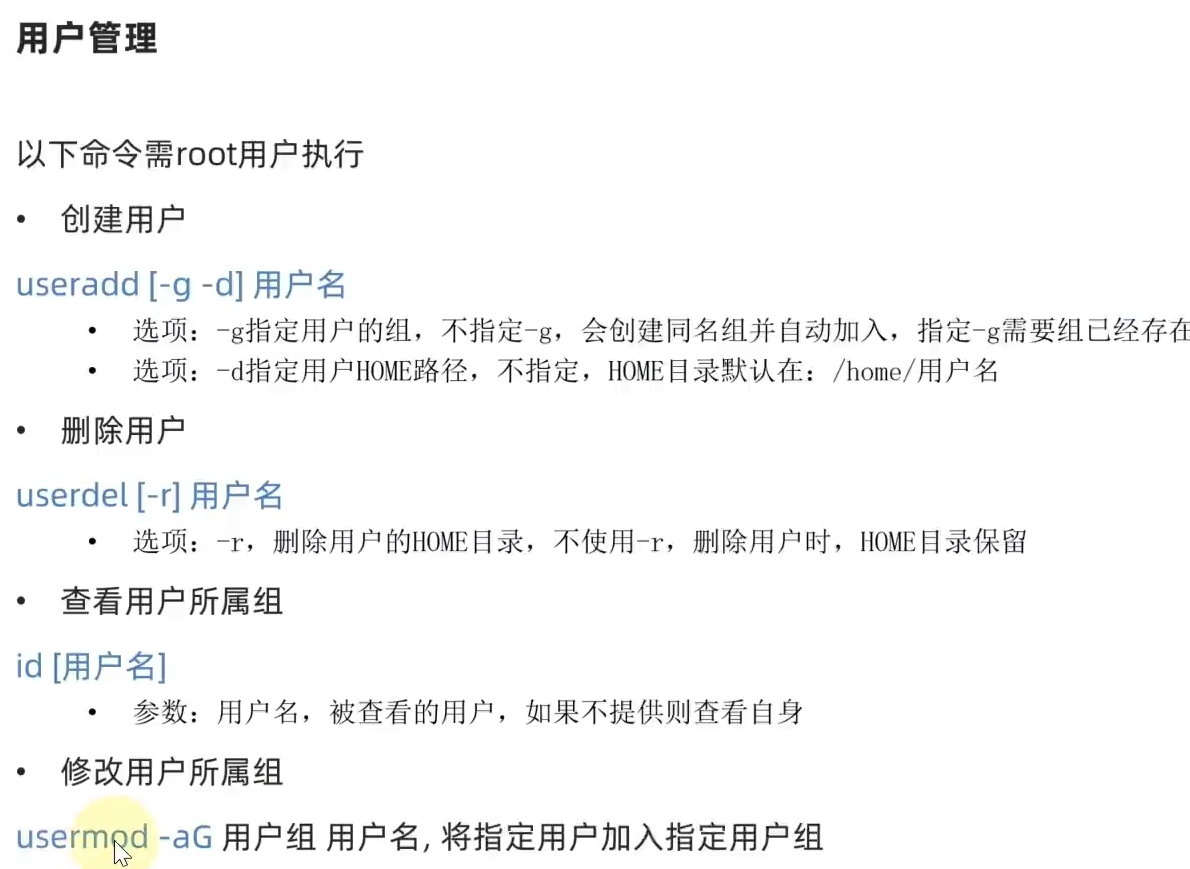 用户管理
以下命令需root用户执行
• 创建用户
useradd [-g -d] 用户名
• 选项：-g指定用户的组，不指定-g，会创建同名组并自动加入，指定-g需要组已经存在
• 选项：-d指定用户HOME路径，不指定，HOME目录默认在：/home/用户名
• 删除用户
userdel [-r] 用户名
• 选项：-r，删除用户的HOME目录，不使用-r，删除用户时，HOME目录保留
• 查看用户所属组
id [用户名]
• 参数：用户名，被查看的用户，如果不提供则查看自身
• 修改用户所属组
usermod -aG 用户组 用户名, 将指定用户加入指定用户组